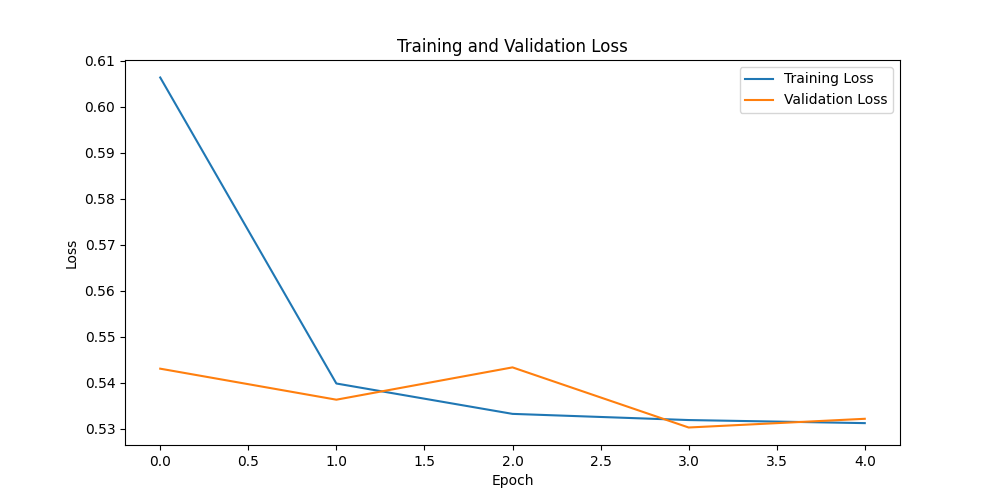 Training and Validation Loss
0.61
0.60
0.59
0.58
0.57
0.56
0.55
0.54
0.53
Loss
Training Loss
Validation Loss
0.0 0.5 1.0 1.5 2.0 2.5 3.0 3.5 4.0
Epoch